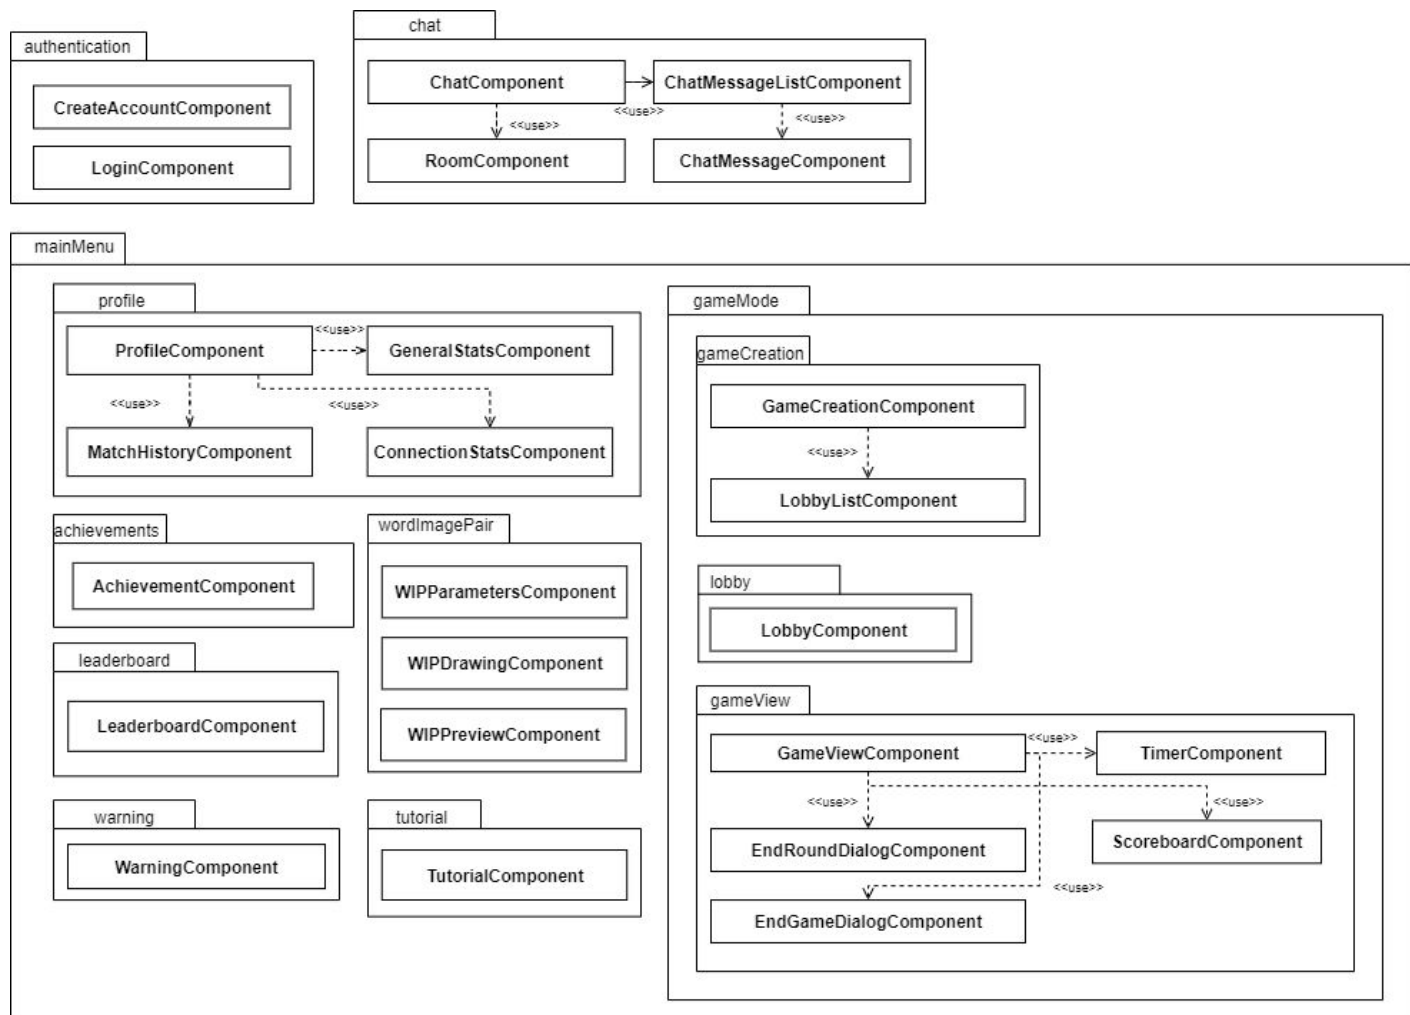 authentication
CreateAccountComponent
LoginComponent
chat
ChatComponent
ChatMessageListComponent
<<use>>
<<use>>
<<use>>
RoomComponent
ChatMessageComponent
mainMenu
profile
ProfileComponent
<<use>>
GeneralStatsComponent
<<use>>
<<use>>
MatchHistoryComponent
ConnectionStatsComponent
achievements
AchievementComponent
wordImagePair
WIPParametersComponent
WIPDrawingComponent
WIPPreviewComponent
leaderboard
LeaderboardComponent
warning
WarningComponent
tutorial
TutorialComponent
gameMode
gameCreation
GameCreationComponent
<<use>>
LobbyListComponent
lobby
LobbyComponent
gameView
GameViewComponent
<<use>>
TimerComponent
<<use>>
<<use>>
EndRoundDialogComponent
ScoreboardComponent
<<use>>
EndGameDialogComponent